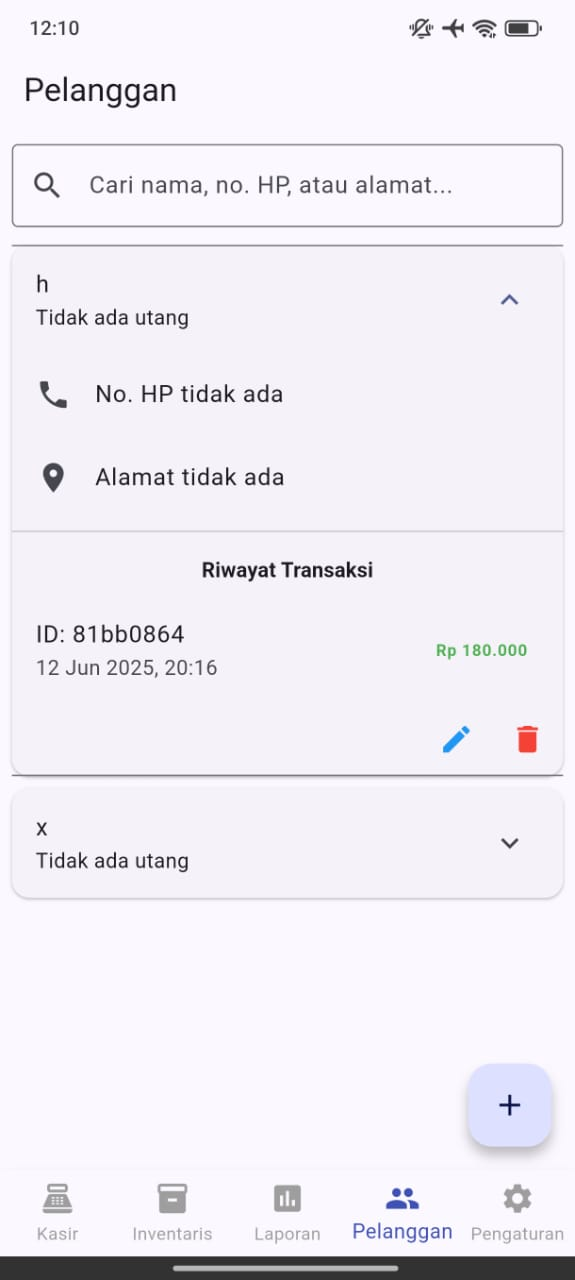 12:10
Pelanggan
Cari nama, no. HP, atau alamat...
h
Tidak ada utang
No. HP tidak ada
Alamat tidak ada
Riwayat Transaksi
ID: 81bb0864
Rp 180.000
12 Jun 2025, 20:16
x
Tidak ada utang
+
Kasir
Inventaris
Laporan
Pelanggan
Pengaturan